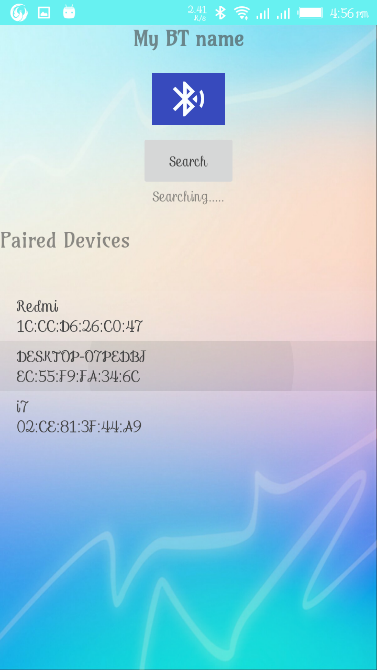 2.41
K/s
4:56 PM
My BT name
Search
Searching.....
Paired Devices
Redmi
1C:CC:D6:26:C0:47
DESKTOP-O7PEDBJ
EC:55:F9:FA:34:6C
i7
02:CE:81:3F:44:A9